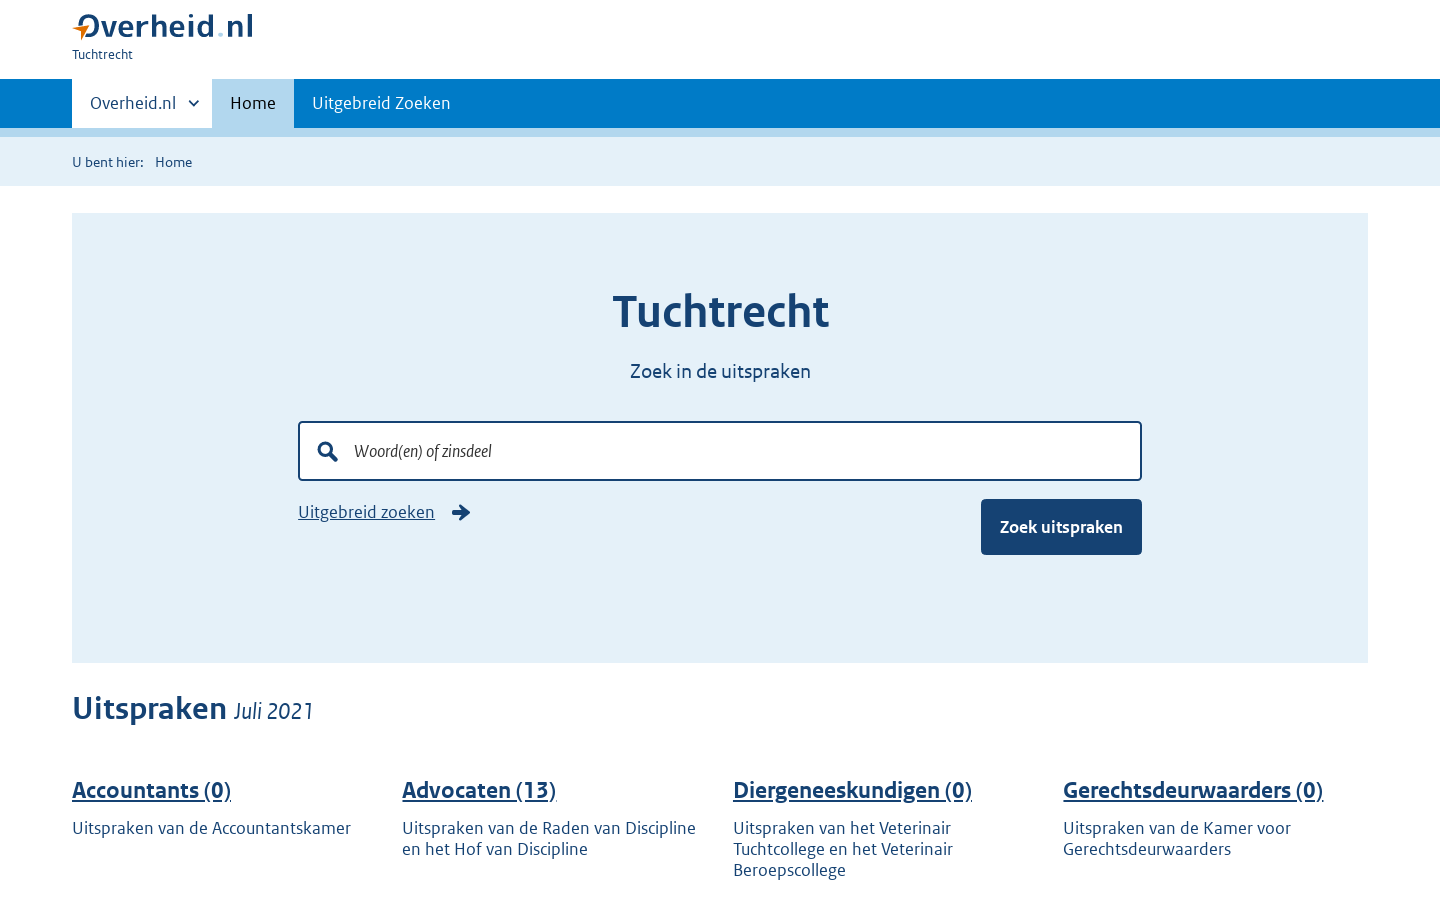 Overheid.nl
Tuchtrecht
Overheid.nl
Home
Uitgebreid Zoeken
U bent hier: Home
Tuchtrecht
Zoek in de uitspraken
Woord(en) of zinsdeel
Uitgebreid zoeken
Zoek uitspraken
Uitspraken Juli 2021
Accountants (0)
Uitspraken van de Accountantskamer
Advocaten (13)
Uitspraken van de Raden van Discipline
en het Hof van Discipline
Diergeneeskundigen (0)
Uitspraken van het Veterinair
Tuchtcollege en het Veterinair
Beroepscollege
Gerechtsdeurwaarders (0)
Uitspraken van de Kamer voor
Gerechtsdeurwaarders